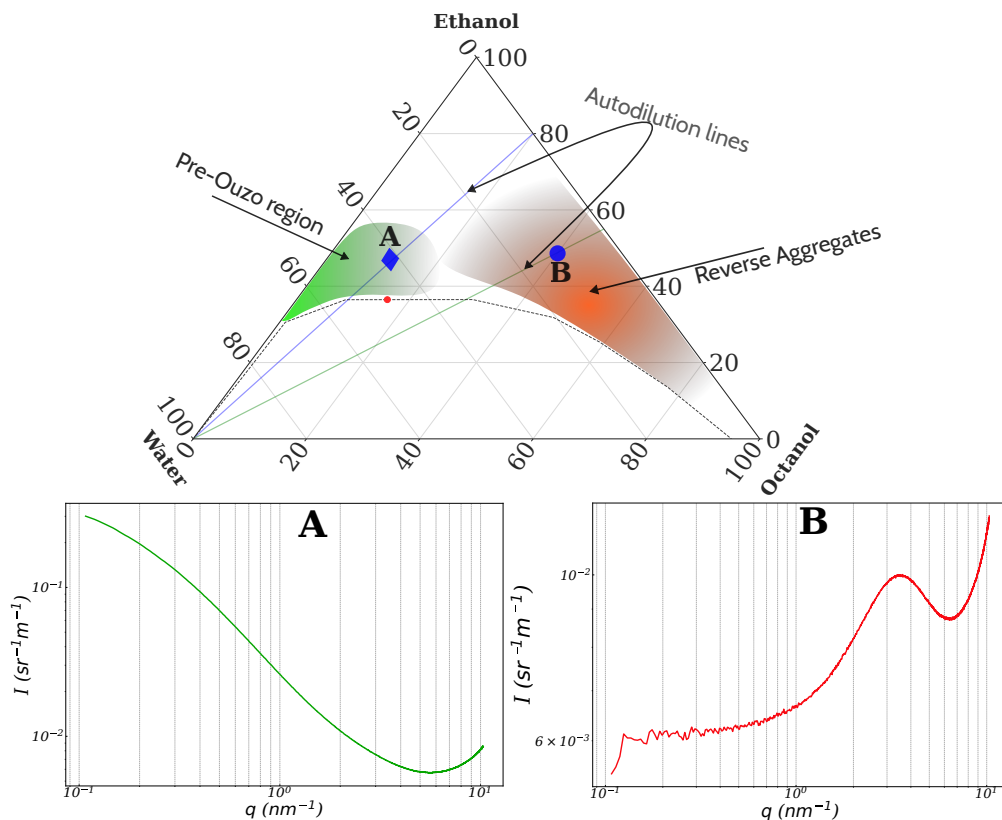 Ethanol
0
100
20
80
Autodilution lines
Pre-Ouzo region
40
60
A
B
Reverse Aggregates
60
40
80
20
100
0
0
20
40
60
80
100
Water
Octanol
A
I (sr⁻¹m⁻¹)
10⁻¹
10⁻²
10⁻¹
10⁰
10¹
q (nm⁻¹)
B
I (sr⁻¹m⁻¹)
10⁻²
6 × 10⁻³
10⁻¹
10⁰
10¹
q (nm⁻¹)